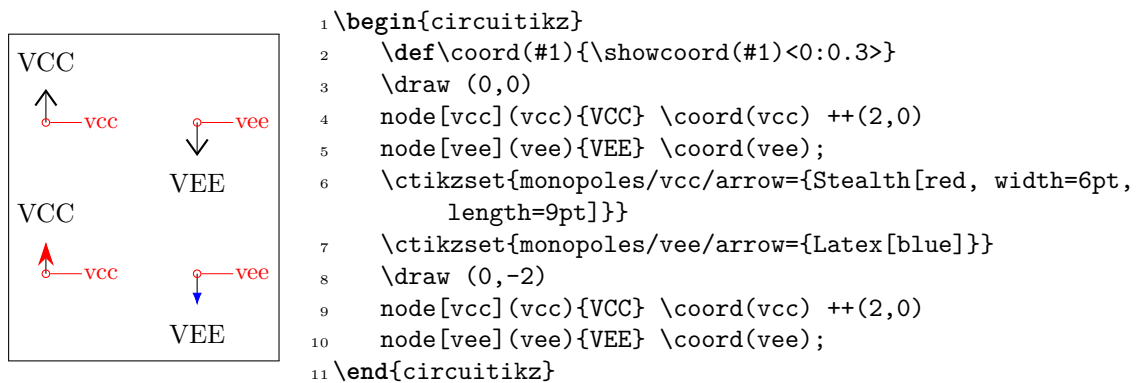 VCC
vcc
vee
VEE
VCC
vcc
vee
VEE
1 \begin{circuitikz}
2 \def\coord(#1){\showcoord(#1)<0:0.3>}
3 \draw (0,0)
4 node[vcc](vcc){VCC} \coord(vcc) ++(2,0)
5 node[vee](vee){VEE} \coord(vee);
6 \ctikzset{monopoles/vcc/arrow={Stealth[red, width=6pt,
length=9pt]}}
7 \ctikzset{monopoles/vee/arrow={Latex[blue]}}
8 \draw (0,-2)
9 node[vcc](vcc){VCC} \coord(vcc) ++(2,0)
10 node[vee](vee){VEE} \coord(vee);
11 \end{circuitikz}